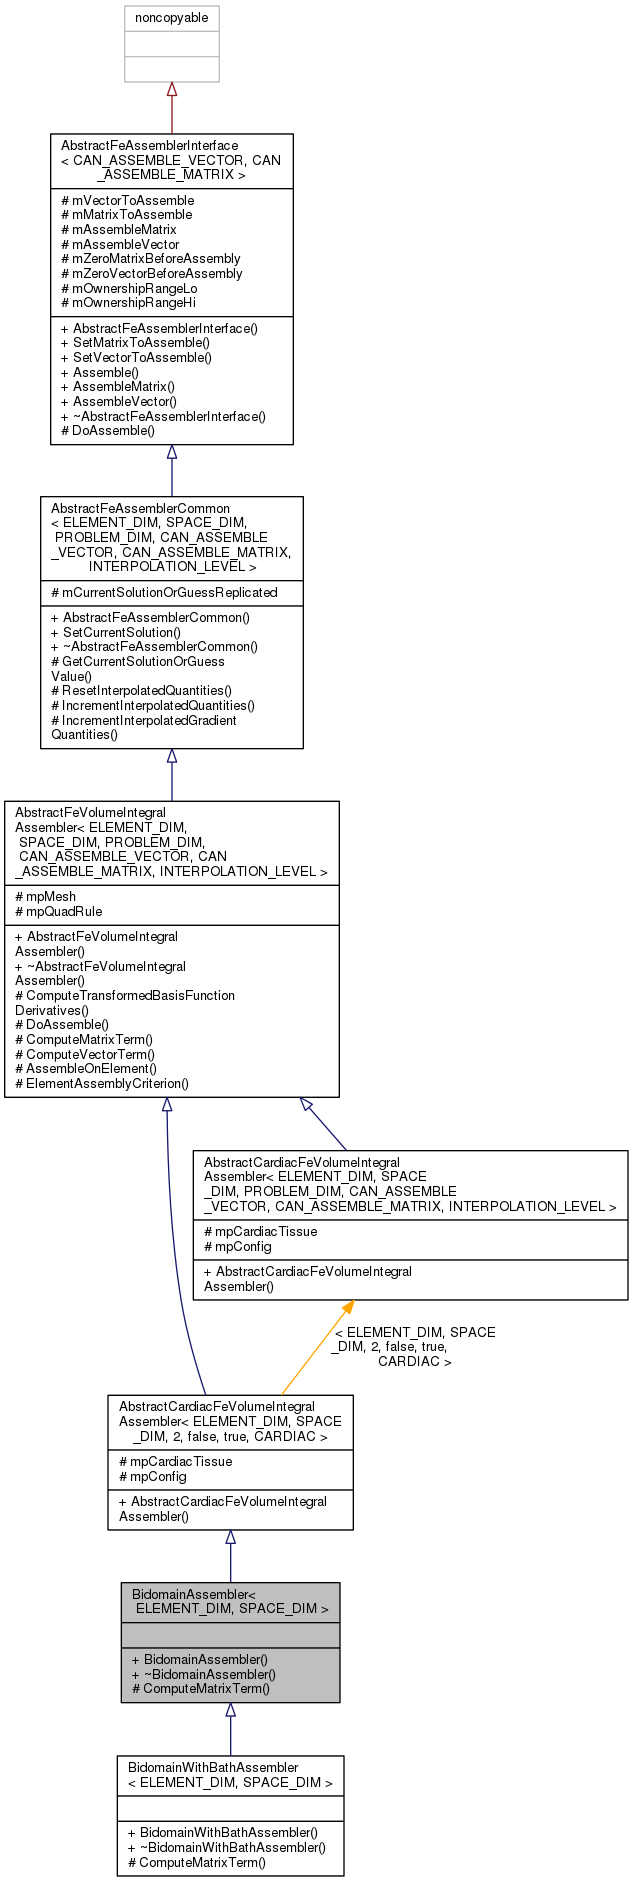 noncopyable
AbstractFeAssemblerInterface
< CAN_ASSEMBLE_VECTOR, CAN
_ASSEMBLE_MATRIX >
# mVectorToAssemble
# mMatrixToAssemble
# mAssembleMatrix
# mAssembleVector
# mZeroMatrixBeforeAssembly
# mZeroVectorBeforeAssembly
# mOwnershipRangeLo
# mOwnershipRangeHi
+ AbstractFeAssemblerInterface()
+ SetMatrixToAssemble()
+ SetVectorToAssemble()
+ Assemble()
+ AssembleMatrix()
+ AssembleVector()
+ ~AbstractFeAssemblerInterface()
# DoAssemble()
AbstractFeAssemblerCommon
< ELEMENT_DIM, SPACE_DIM,
PROBLEM_DIM, CAN_ASSEMBLE
_VECTOR, CAN_ASSEMBLE_MATRIX,
INTERPOLATION_LEVEL >
# mCurrentSolutionOrGuessReplicated
+ AbstractFeAssemblerCommon()
+ SetCurrentSolution()
+ ~AbstractFeAssemblerCommon()
# GetCurrentSolutionOrGuess
Value()
# ResetInterpolatedQuantities()
# IncrementInterpolatedQuantities()
# IncrementInterpolatedGradient
Quantities()
AbstractFeVolumeIntegral
Assembler< ELEMENT_DIM,
SPACE_DIM, PROBLEM_DIM,
CAN_ASSEMBLE_VECTOR, CAN
_ASSEMBLE_MATRIX, INTERPOLATION_LEVEL >
# mpMesh
# mpQuadRule
+ AbstractFeVolumeIntegral
Assembler()
+ ~AbstractFeVolumeIntegral
Assembler()
# ComputeTransformedBasisFunction
Derivatives()
# DoAssemble()
# ComputeMatrixTerm()
# ComputeVectorTerm()
# AssembleOnElement()
# ElementAssemblyCriterion()
AbstractCardiacFeVolumeIntegral
Assembler< ELEMENT_DIM, SPACE
_DIM, PROBLEM_DIM, CAN_ASSEMBLE
_VECTOR, CAN_ASSEMBLE_MATRIX, INTERPOLATION_LEVEL >
# mpCardiacTissue
# mpConfig
+ AbstractCardiacFeVolumeIntegral
Assembler()
< ELEMENT_DIM, SPACE
_DIM, 2, false, true,
CARDIAC >
AbstractCardiacFeVolumeIntegral
Assembler< ELEMENT_DIM, SPACE
_DIM, 2, false, true, CARDIAC >
# mpCardiacTissue
# mpConfig
+ AbstractCardiacFeVolumeIntegral
Assembler()
BidomainAssembler<
ELEMENT_DIM, SPACE_DIM >
+ BidomainAssembler()
+ ~BidomainAssembler()
# ComputeMatrixTerm()
BidomainWithBathAssembler
< ELEMENT_DIM, SPACE_DIM >
+ BidomainWithBathAssembler()
+ ~BidomainWithBathAssembler()
# ComputeMatrixTerm()